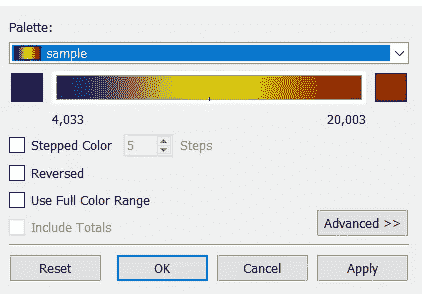 Palette:
sample
4,033 20,003
Stepped Color 5 Steps
Reversed
Use Full Color Range
Include Totals
Advanced >>
Reset OK Cancel Apply